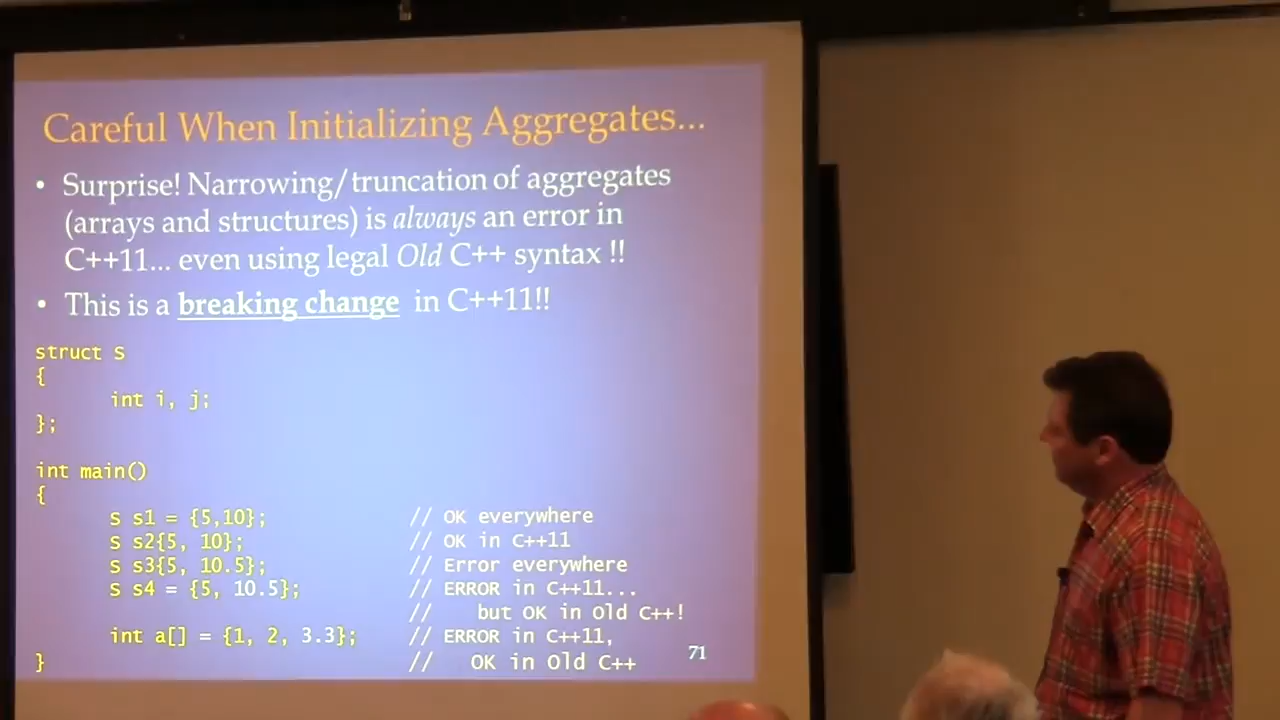 Careful When Initializing Aggregates...
• Surprise! Narrowing/truncation of aggregates
(arrays and structures) is always an error in
C++11... even using legal Old C++ syntax !!
• This is a breaking change in C++11!!
struct S
{
int i, j;
};
int main()
{
S s1 = {5,10}; // OK everywhere
S s2{5, 10}; // OK in C++11
S s3{5, 10.5}; // Error everywhere
S s4 = {5, 10.5}; // ERROR in C++11...
// but OK in Old C++!
int a[] = {1, 2, 3.3}; // ERROR in C++11,
} // OK in Old C++
71